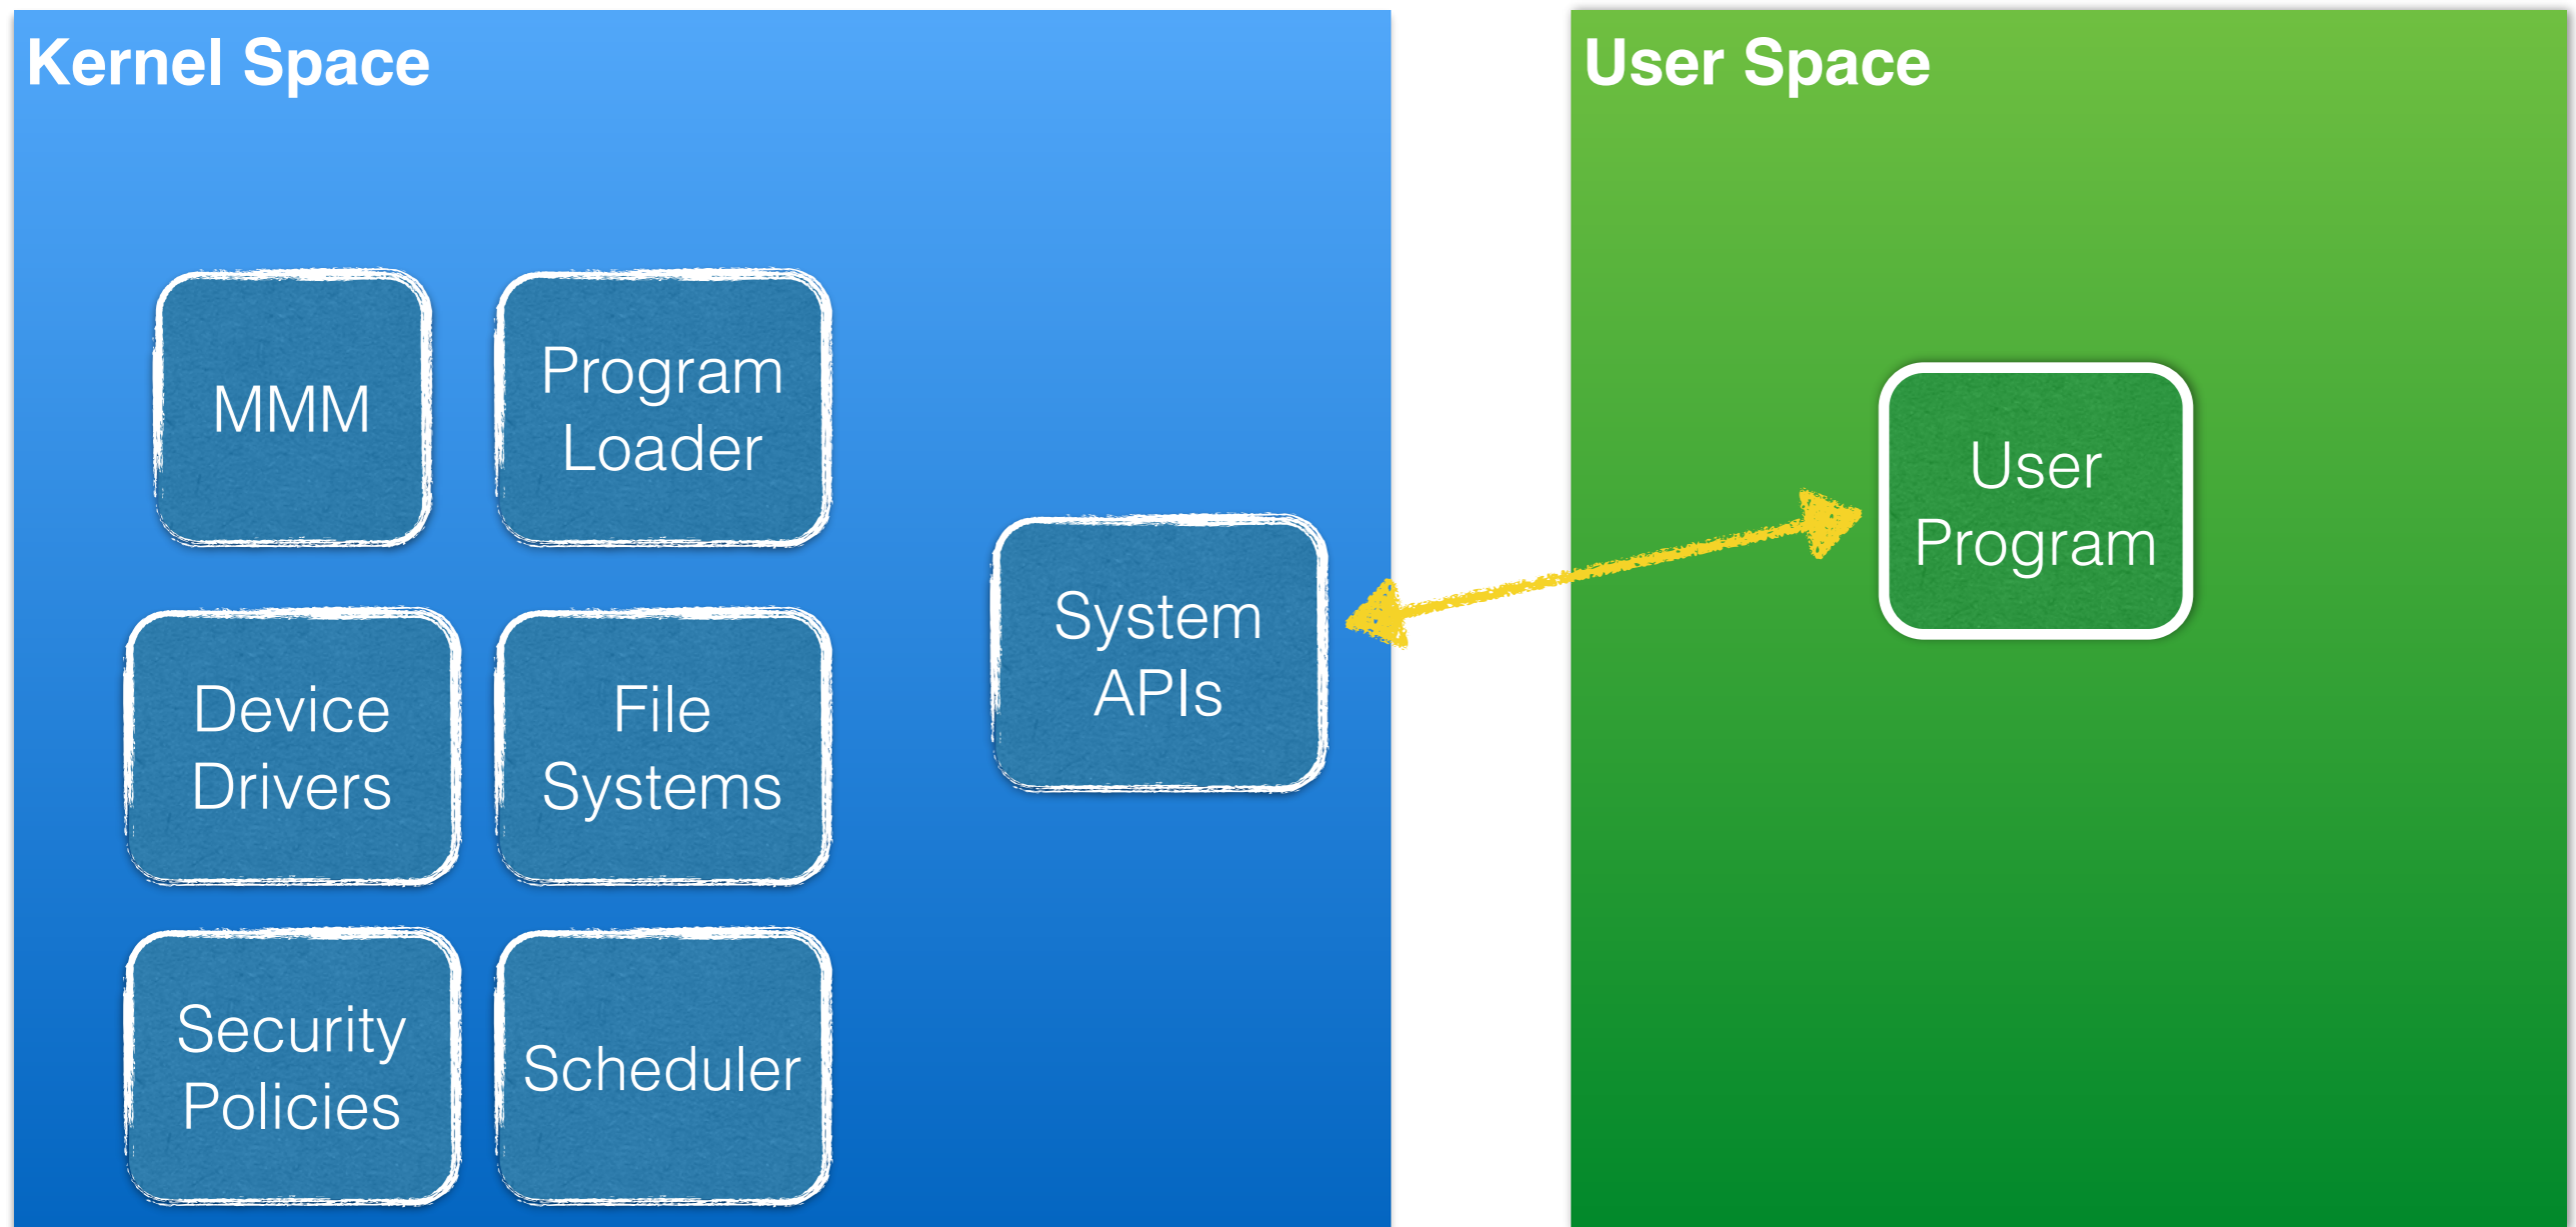 Kernel Space
User Space
MMM
Program
Loader
Device
Drivers
File
Systems
Security
Policies
Scheduler
System
APIs
User
Program